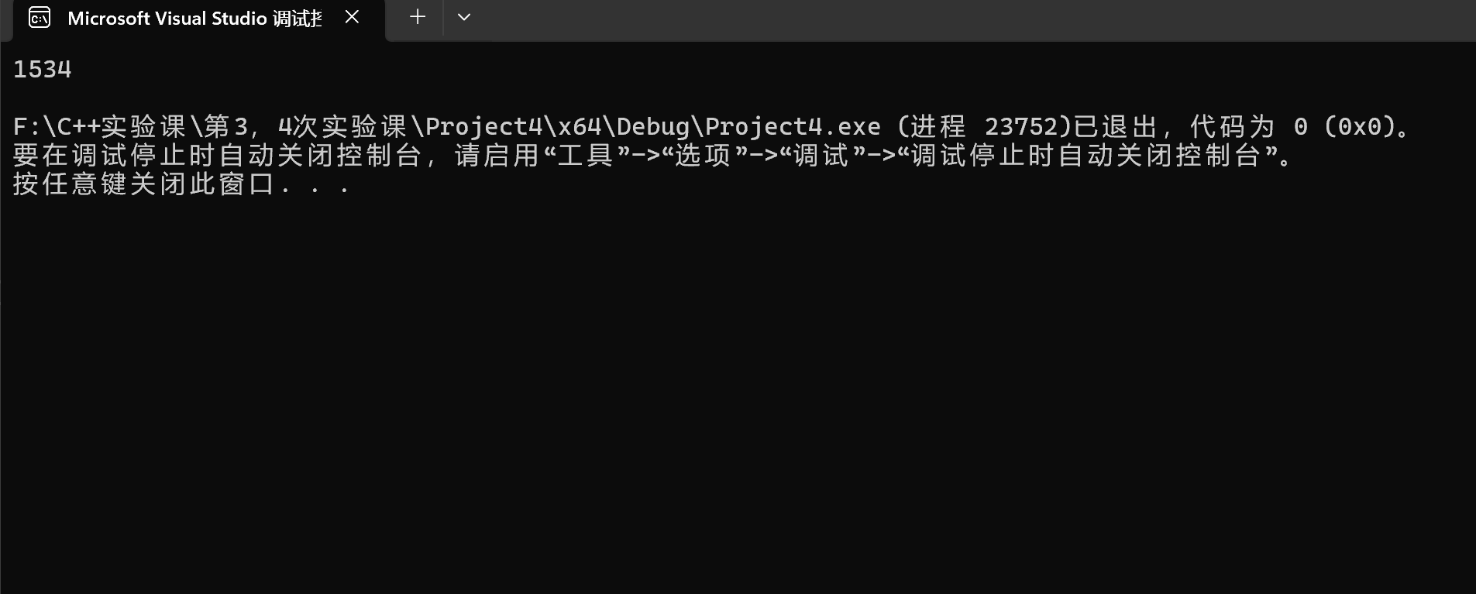 Microsoft Visual Studio 调试
1534
F:\C++实验课\第3, 4次实验课\Project4\x64\Debug\Project4.exe (进程 23752)已退出, 代码为 0 (0x0)。
要在调试停止时自动关闭控制台, 请启用“工具”->“选项”->“调试”->“调试停止时自动关闭控制台”。
按任意键关闭此窗口. . .